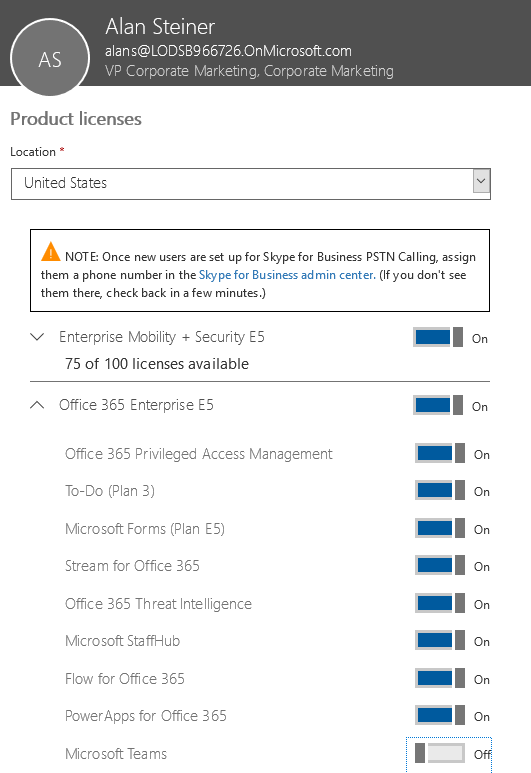 AS
Alan Steiner
alans@LODSB966726.OnMicrosoft.com
VP Corporate Marketing, Corporate Marketing
Product licenses
Location *
United States
NOTE: Once new users are set up for Skype for Business PSTN Calling, assign
them a phone number in the Skype for Business admin center. (If you don't see
them there, check back in a few minutes.)
Enterprise Mobility + Security E5 On
75 of 100 licenses available
Office 365 Enterprise E5 On
Office 365 Privileged Access Management On
To-Do (Plan 3) On
Microsoft Forms (Plan E5) On
Stream for Office 365 On
Office 365 Threat Intelligence On
Microsoft StaffHub On
Flow for Office 365 On
PowerApps for Office 365 On
Microsoft Teams Off